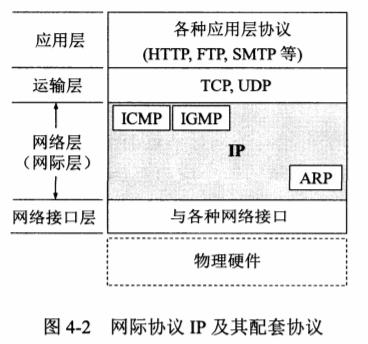 应用层
各种应用层协议
(HTTP, FTP, SMTP 等)
运输层
TCP, UDP
ICMP
IGMP
网络层
（网际层）
IP
ARP
网络接口层
与各种网络接口
物理硬件
图 4-2 网际协议 IP 及其配套协议